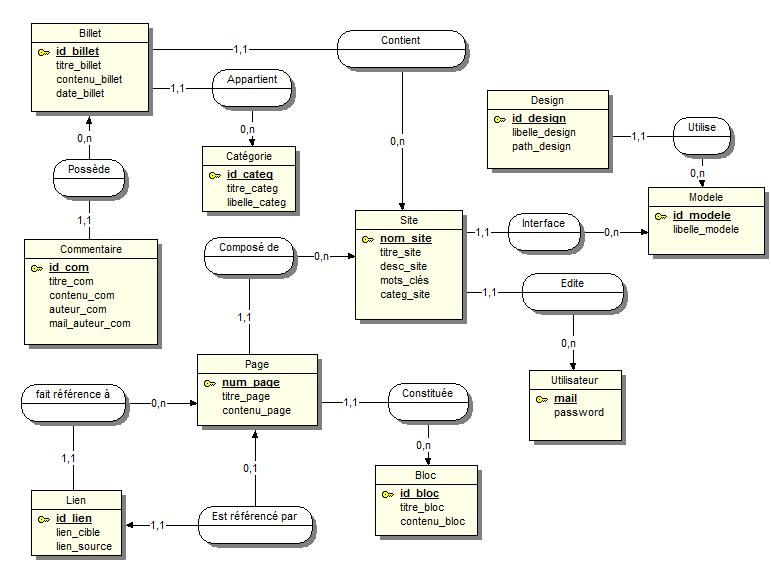 Billet
id_billet
titre_billet
contenu_billet
date_billet
1,1
Contient
1,1
Appartient
0,n
0,n
Possède
1,1
Catégorie
id_categ
titre_categ
libelle_categ
0,n
Design
id_design
libelle_design
path_design
1,1
Utilise
0,n
Modele
id_modele
libelle_modele
Commentaire
id_com
titre_com
contenu_com
auteur_com
mail_auteur_com
Composé de
0,n
1,1
Site
nom_site
titre_site
desc_site
mots_clés
categ_site
1,1
Interface
0,n
1,1
Edite
0,n
Page
num_page
titre_page
contenu_page
Utilisateur
mail
password
fait référence à
0,n
1,1
1,1
Constituée
0,n
0,1
Lien
id_lien
lien_cible
lien_source
1,1
Est référencé par
Bloc
id_bloc
titre_bloc
contenu_bloc